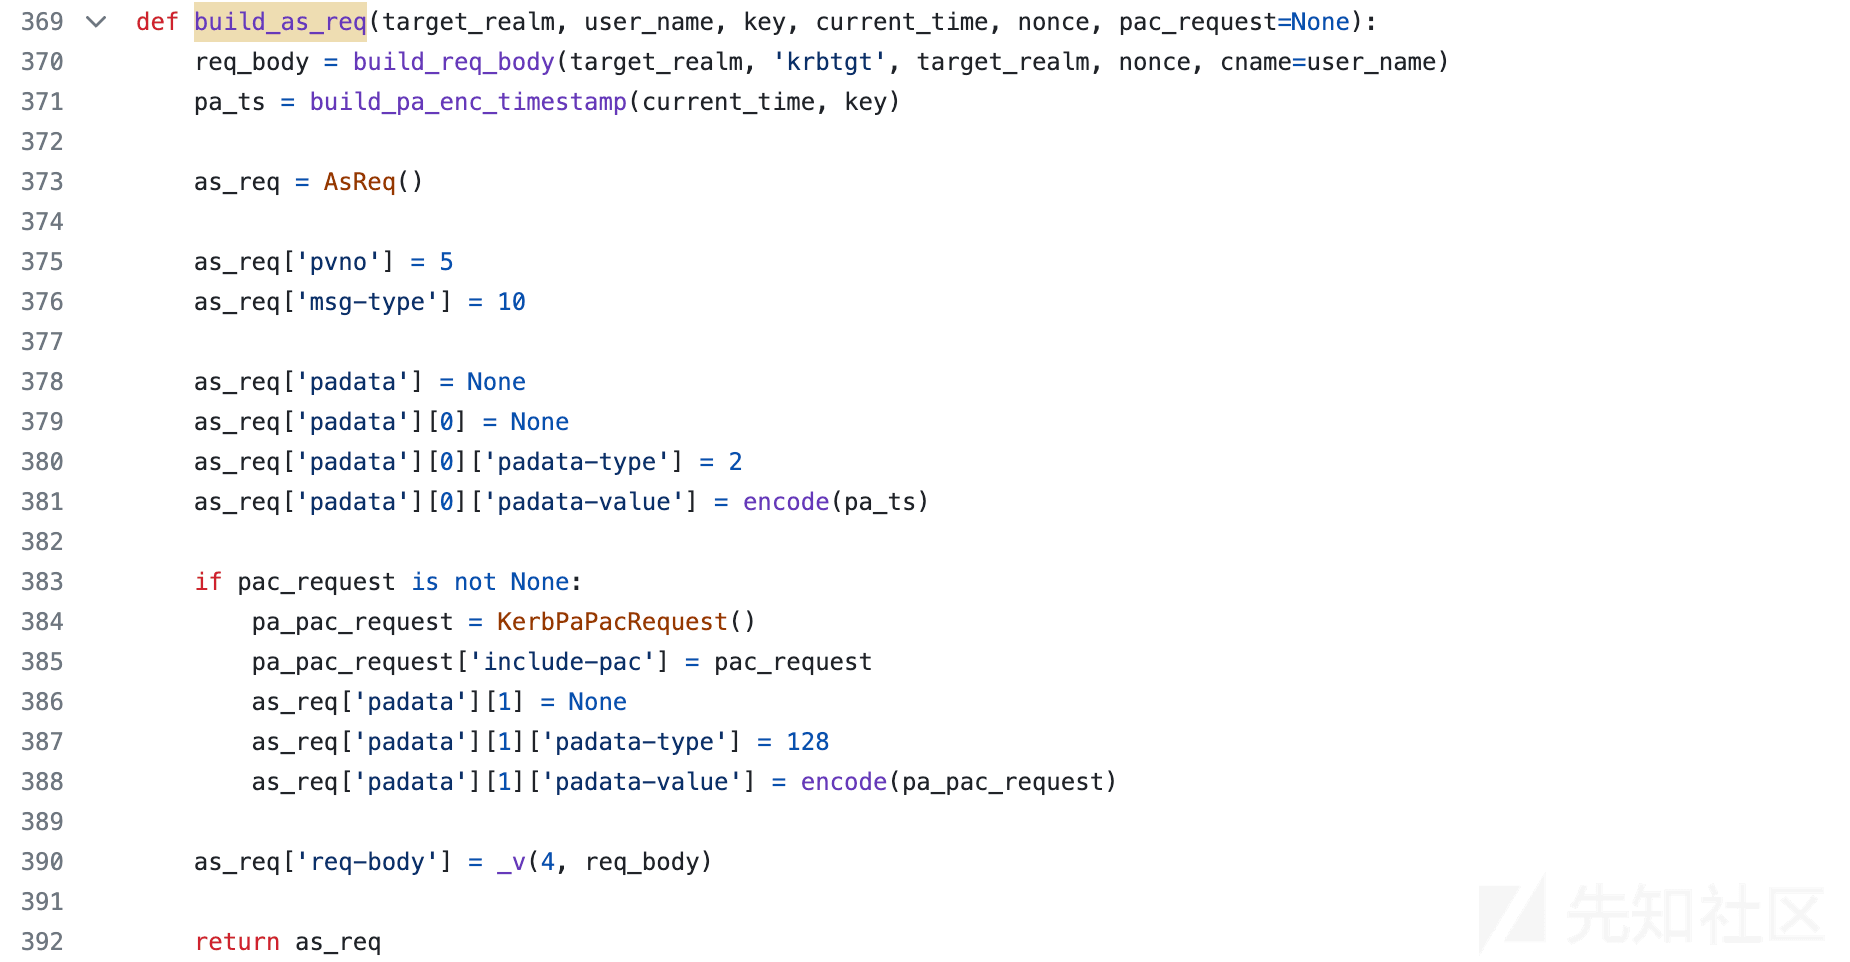 369 def build_as_req(target_realm, user_name, key, current_time, nonce, pac_request=None):
370 req_body = build_req_body(target_realm, 'krbtgt', target_realm, nonce, cname=user_name)
371 pa_ts = build_pa_enc_timestamp(current_time, key)
372
373 as_req = AsReq()
374
375 as_req['pvno'] = 5
376 as_req['msg-type'] = 10
377
378 as_req['padata'] = None
379 as_req['padata'][0] = None
380 as_req['padata'][0]['padata-type'] = 2
381 as_req['padata'][0]['padata-value'] = encode(pa_ts)
382
383 if pac_request is not None:
384 pa_pac_request = KerbPaPacRequest()
385 pa_pac_request['include-pac'] = pac_request
386 as_req['padata'][1] = None
387 as_req['padata'][1]['padata-type'] = 128
388 as_req['padata'][1]['padata-value'] = encode(pa_pac_request)
389
390 as_req['req-body'] = _v(4, req_body)
391
392 return as_req
先知社区